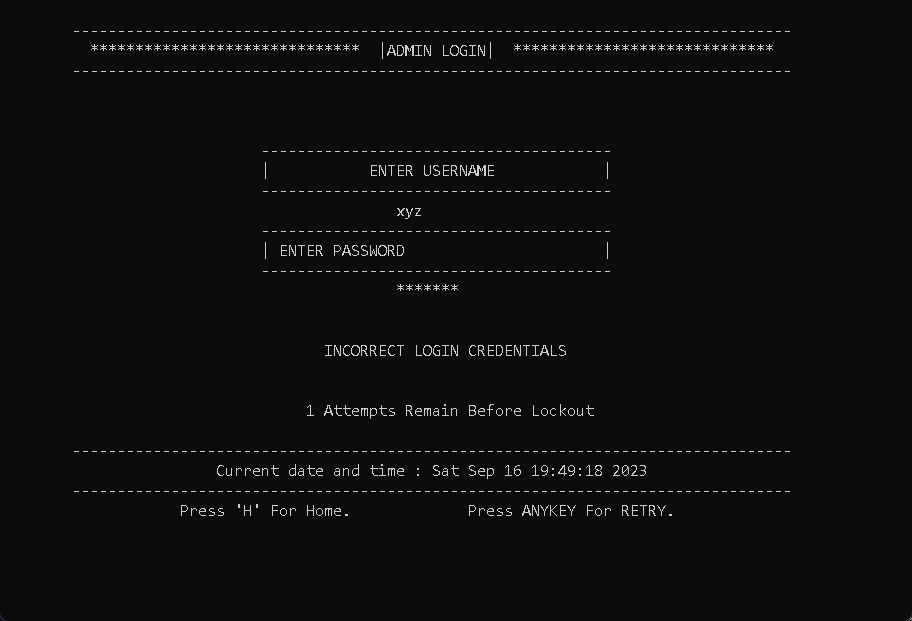 --------------------------------------------------------------------------------
****************************** |ADMIN LOGIN| *****************************
--------------------------------------------------------------------------------
---------------------------------------
| ENTER USERNAME |
---------------------------------------
xyz
---------------------------------------
| ENTER PASSWORD |
---------------------------------------
*******
INCORRECT LOGIN CREDENTIALS
1 Attempts Remain Before Lockout
--------------------------------------------------------------------------------
Current date and time : Sat Sep 16 19:49:18 2023
--------------------------------------------------------------------------------
Press 'H' For Home. Press ANYKEY For RETRY.